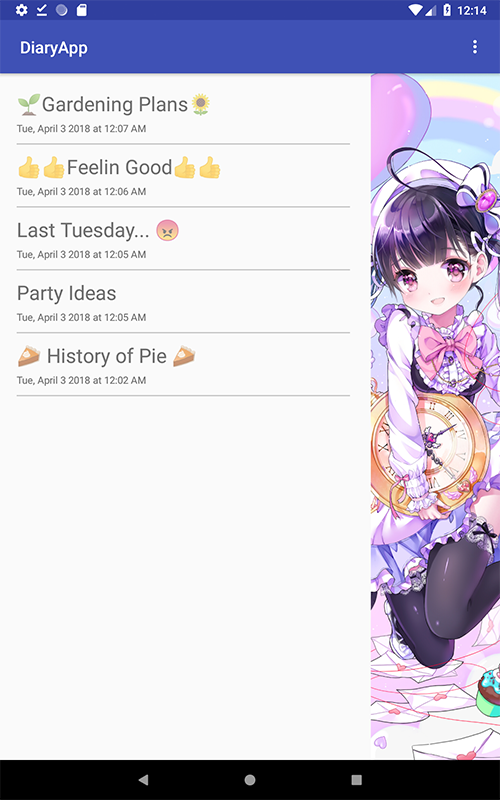 12:14
DiaryApp
🌱Gardening Plans🌻
Tue, April 3 2018 at 12:07 AM
👍👍Feelin Good👍👍
Tue, April 3 2018 at 12:06 AM
Last Tuesday... 😡
Tue, April 3 2018 at 12:05 AM
Party Ideas
Tue, April 3 2018 at 12:05 AM
🥧 History of Pie 🥧
Tue, April 3 2018 at 12:02 AM